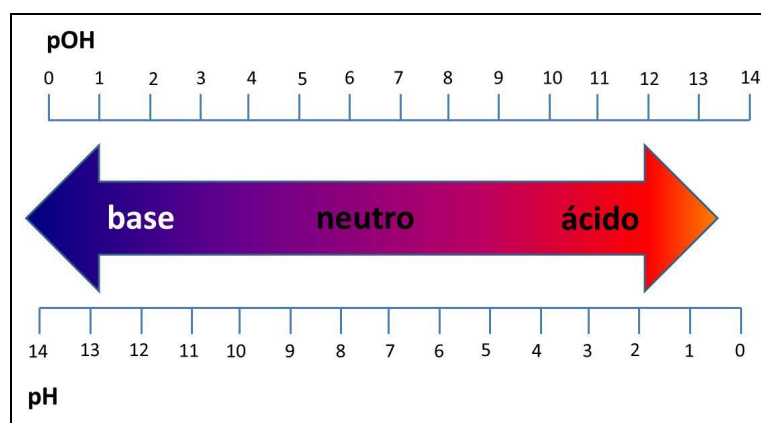 pOH
0 1 2 3 4 5 6 7 8 9 10 11 12 13 14
base neutro ácido
14 13 12 11 10 9 8 7 6 5 4 3 2 1 0
pH